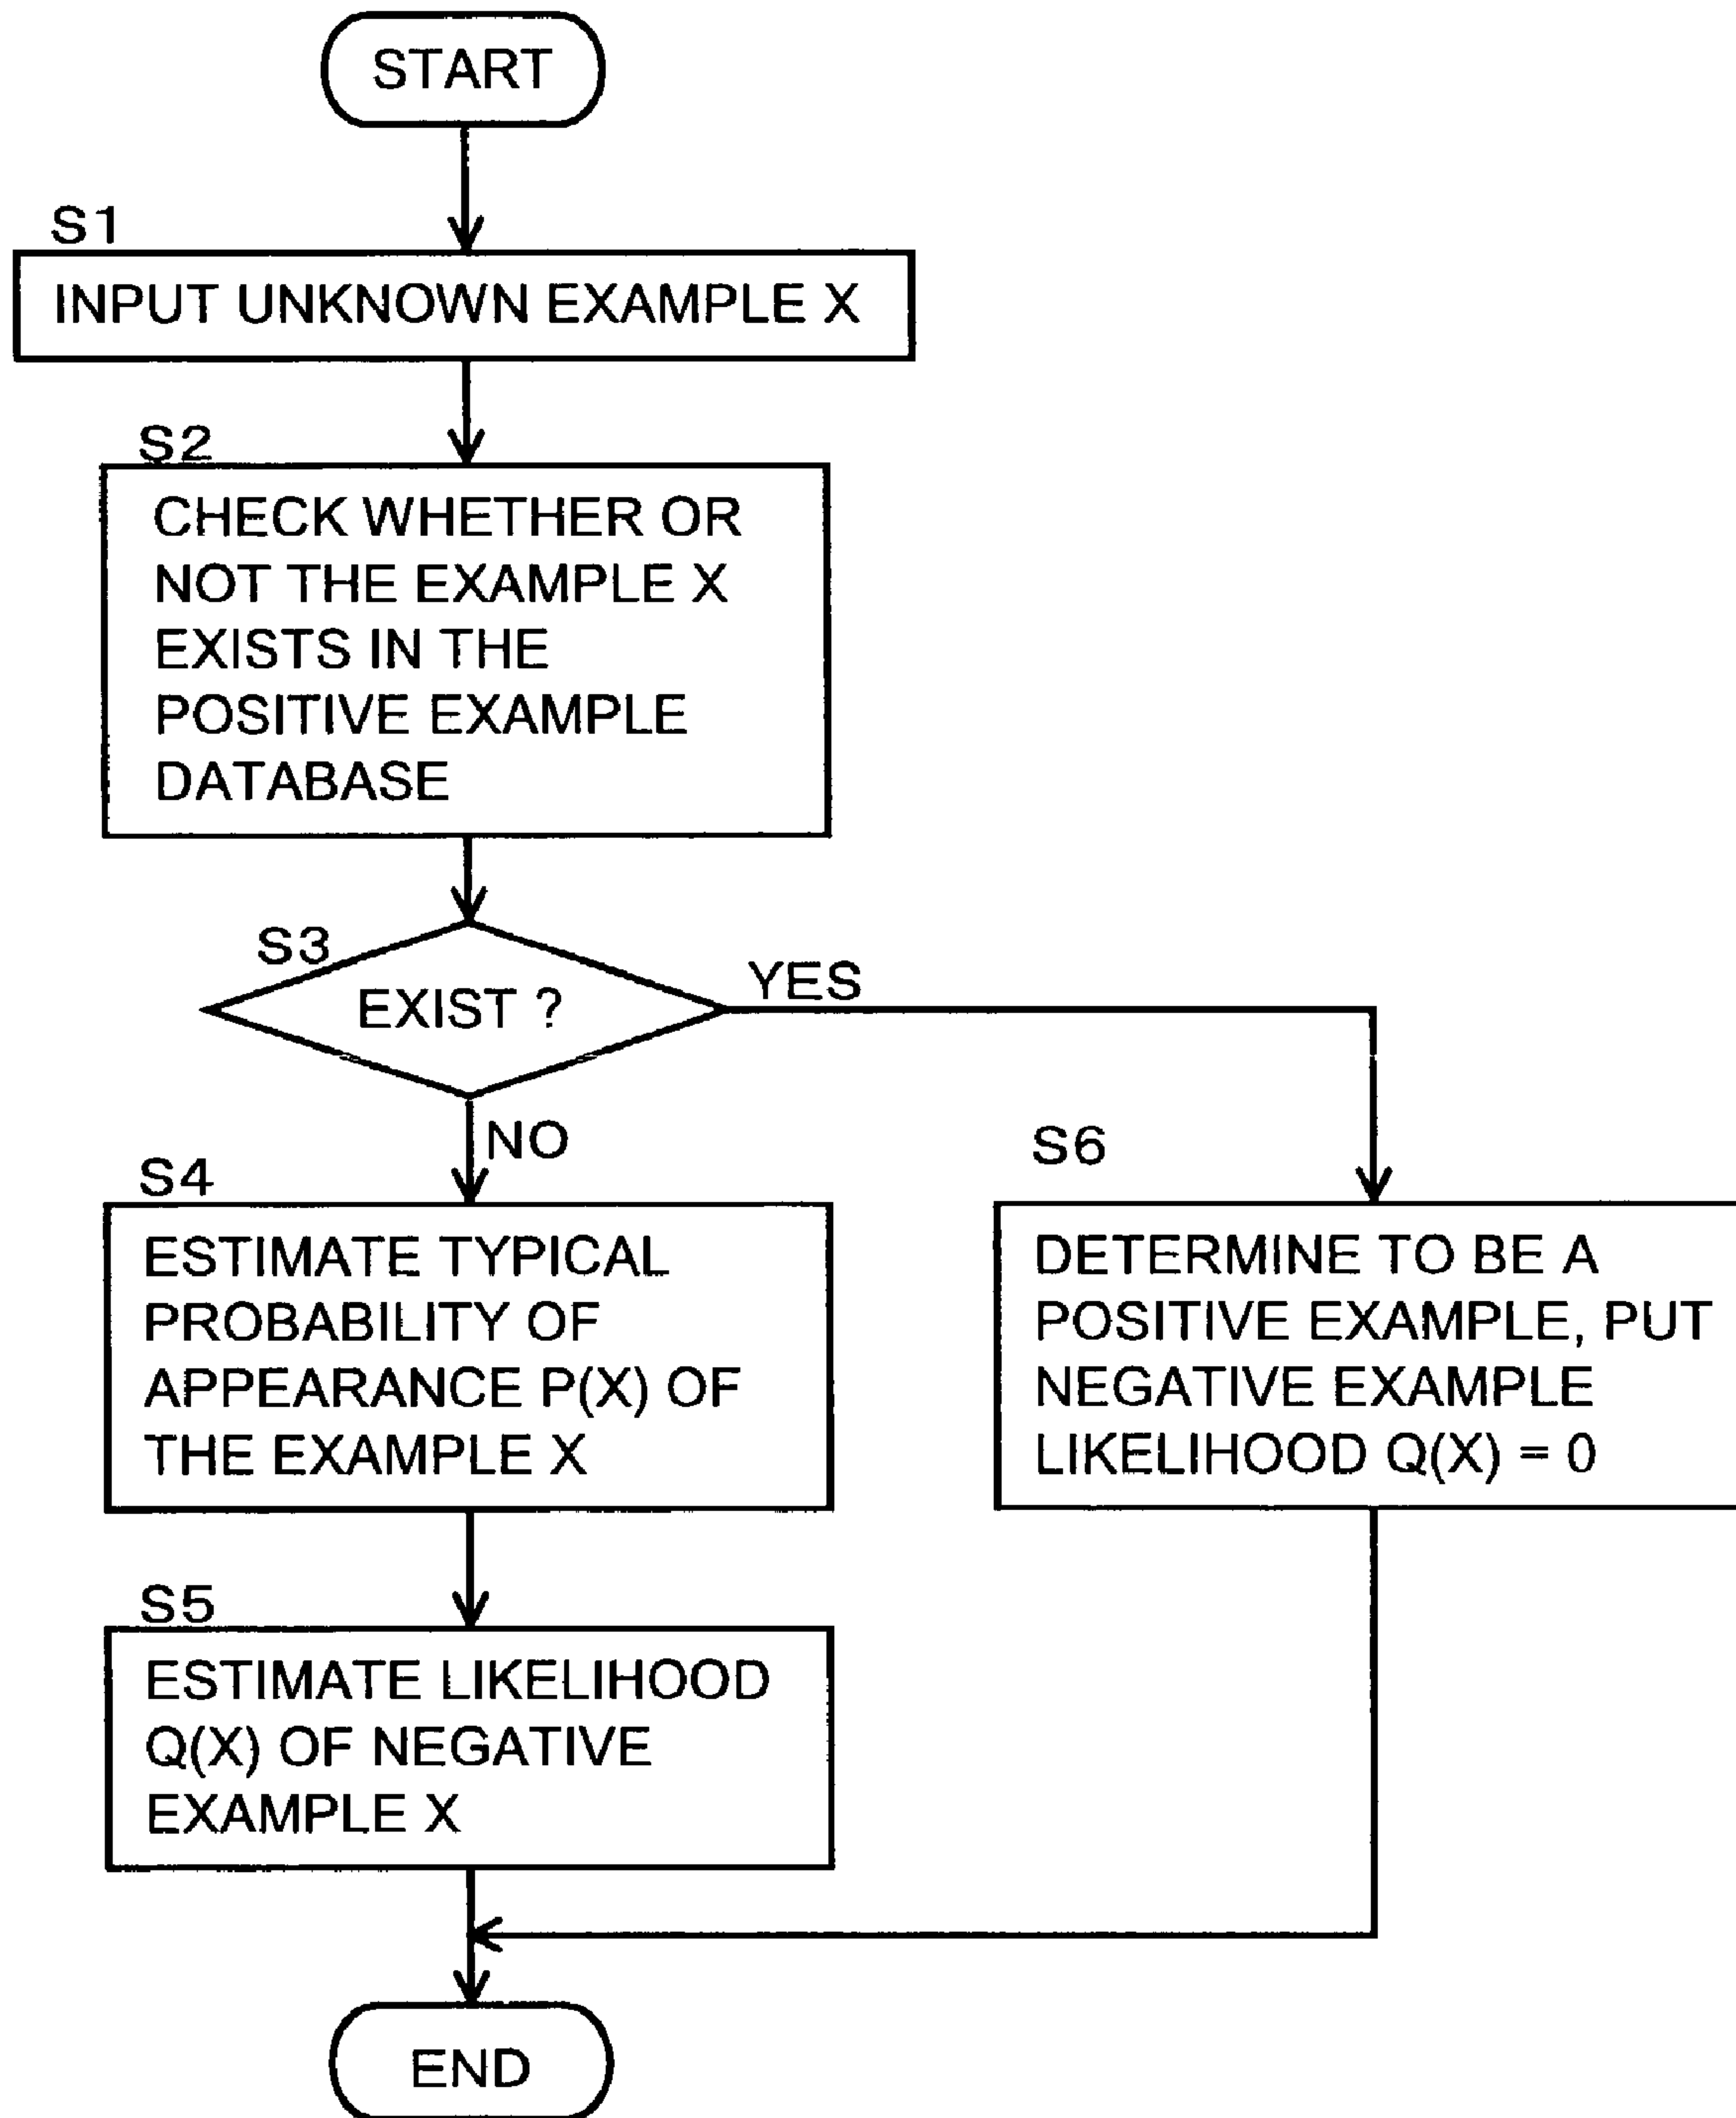 START
S1
INPUT UNKNOWN EXAMPLE X
S2
CHECK WHETHER OR
NOT THE EXAMPLE X
EXISTS IN THE
POSITIVE EXAMPLE
DATABASE
S3
EXIST ?
YES
NO
S4
ESTIMATE TYPICAL
PROBABILITY OF
APPEARANCE P(X) OF
THE EXAMPLE X
S5
ESTIMATE LIKELIHOOD
Q(X) OF NEGATIVE
EXAMPLE X
S6
DETERMINE TO BE A
POSITIVE EXAMPLE, PUT
NEGATIVE EXAMPLE
LIKELIHOOD Q(X) = 0
END